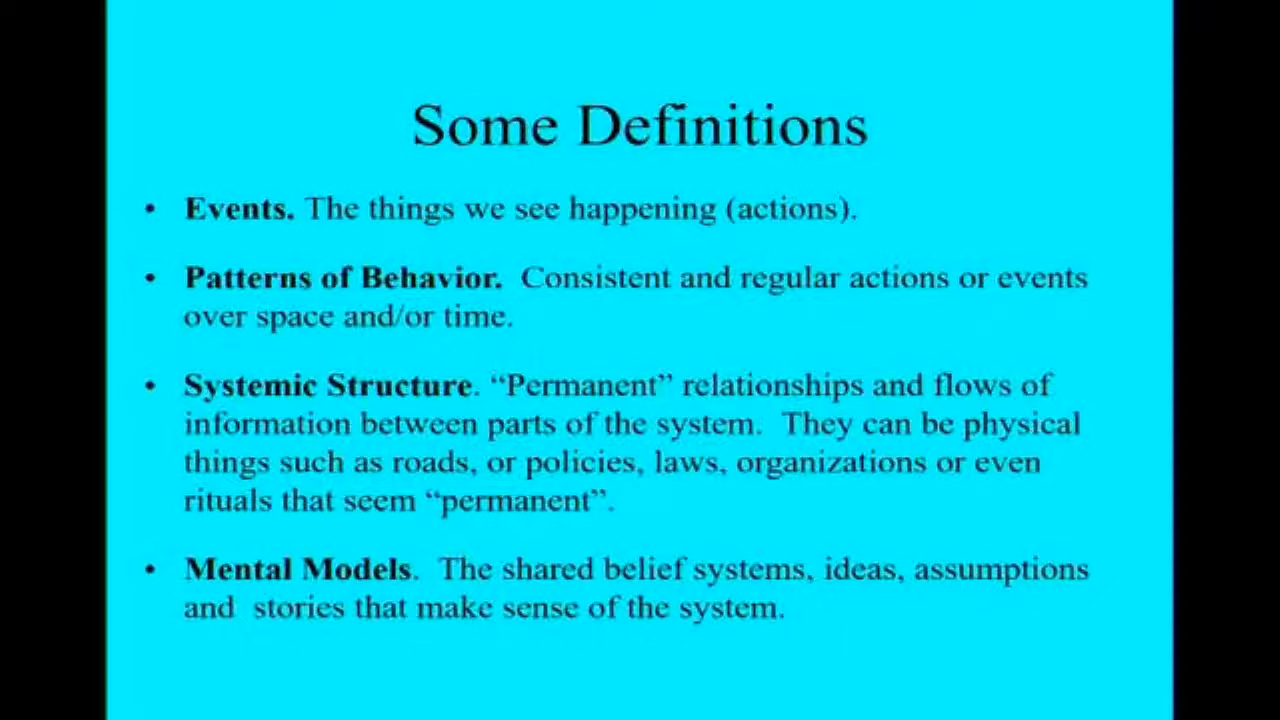 Some Definitions
• Events. The things we see happening (actions).
• Patterns of Behavior.  Consistent and regular actions or events
over space and/or time.
• Systemic Structure. “Permanent” relationships and flows of
information between parts of the system.  They can be physical
things such as roads, or policies, laws, organizations or even
rituals that seem “permanent”.
• Mental Models.  The shared belief systems, ideas, assumptions
and  stories that make sense of the system.